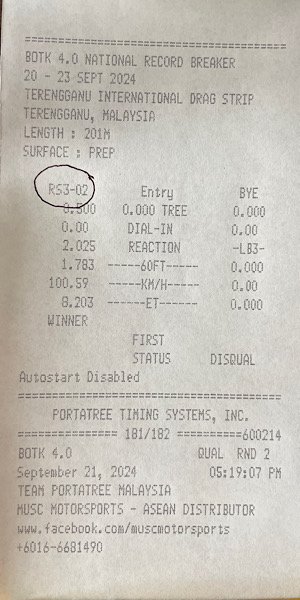 ============================================
BOTK 4.0 NATIONAL RECORD BREAKER
20 - 23 SEPT 2024
TERENGGANU INTERNATIONAL DRAG STRIP
TERENGGANU, MALAYSIA
LENGTH : 201M
SURFACE : PREP
RS3-02 Entry BYE
0.500 0.000 TREE 0.000
0.00 DIAL-IN 0.00
2.025 REACTION -LB3-
1.783 ------60FT----- 0.000
100.59 -----KM/H----- 0.00
8.203 ------ET------ 0.000
WINNER
FIRST
STATUS DISQUAL
Autostart Disabled
============================================
PORTATREE TIMING SYSTEMS, INC.
=============== 181/182 ==========600214
BOTK 4.0 QUAL RND 2
September 21, 2024 05:19:07 PM
TEAM PORTATREE MALAYSIA
MUSC MOTORSPORTS - ASEAN DISTRIBUTOR
www.facebook.com/muscmotorsports
+6016-6681490